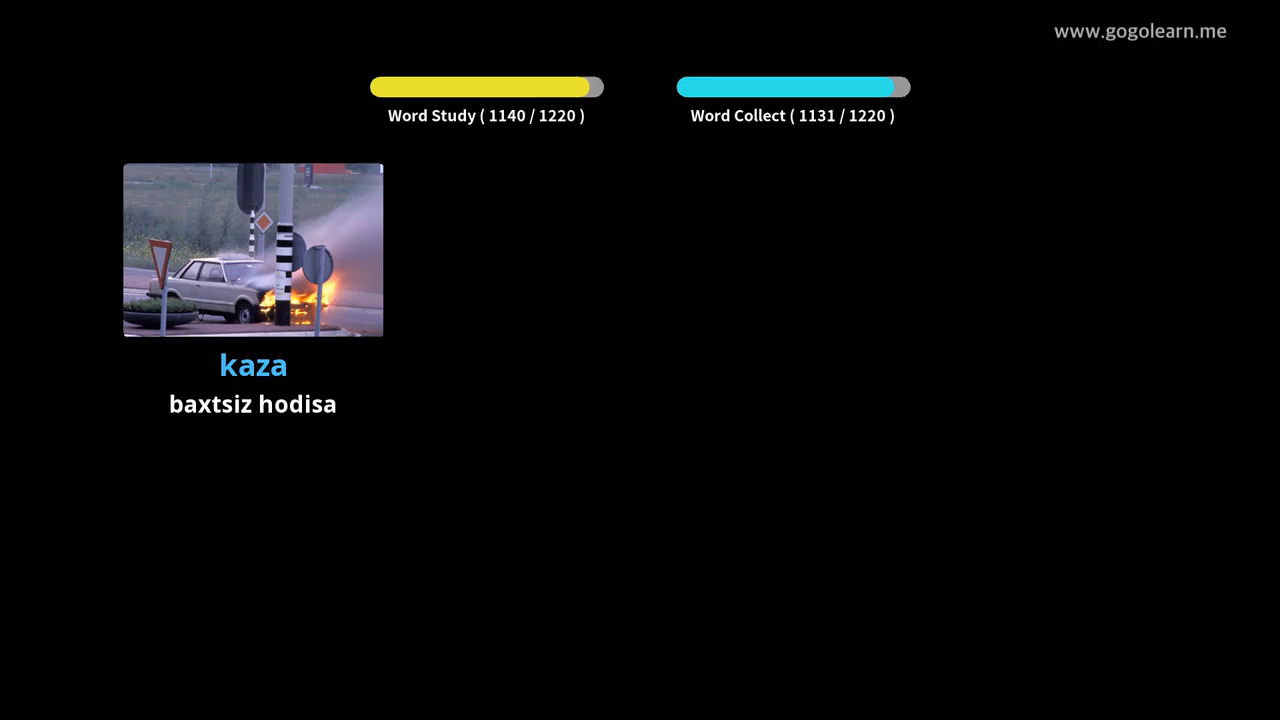 www.gogolearn.me
Word Study ( 1140 / 1220 )
Word Collect ( 1131 / 1220 )
kaza
baxtsiz hodisa